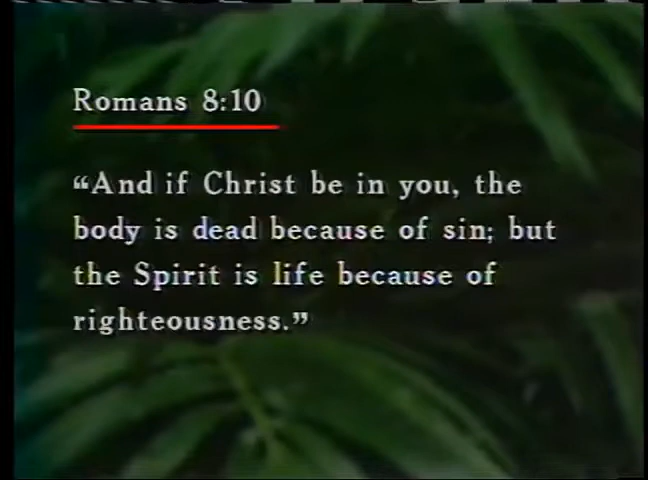 Romans 8:10
“And if Christ be in you, the
body is dead because of sin; but
the Spirit is life because of
righteousness.”